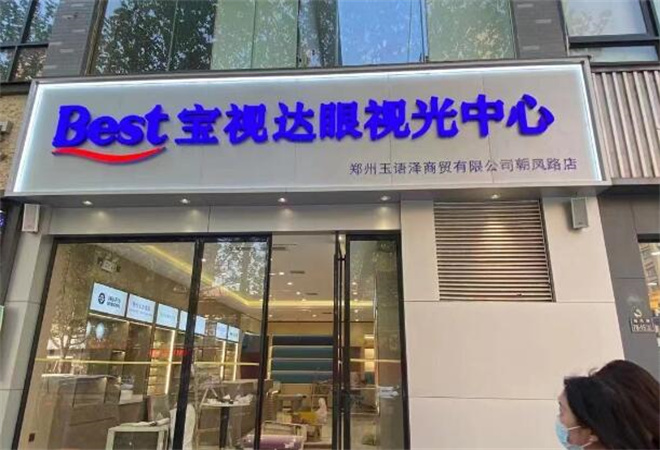 Best 宝视达眼视光中心
郑州玉语泽商贸有限公司朝凤路店